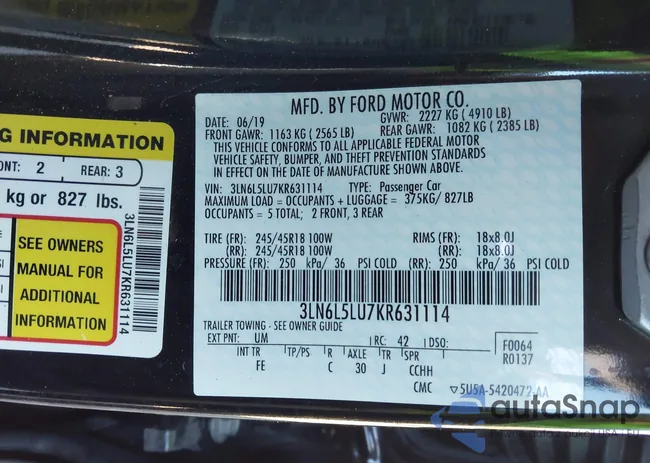 G INFORMATION
ONT: 2 REAR: 3
kg or 827 lbs.
SEE OWNERS
MANUAL FOR
ADDITIONAL
INFORMATION
3LN6L5LU7KR631114
MFD. BY FORD MOTOR CO.
DATE: 06/19 GVWR: 2227 KG ( 4910 LB)
FRONT GAWR: 1163 KG ( 2565 LB) REAR GAWR: 1082 KG ( 2385 LB)
THIS VEHICLE CONFORMS TO ALL APPLICABLE FEDERAL MOTOR
VEHICLE SAFETY, BUMPER, AND THEFT PREVENTION STANDARDS
IN EFFECT ON THE DATE OF MANUFACTURE SHOWN ABOVE.
VIN: 3LN6L5LU7KR631114 TYPE: Passenger Car
MAXIMUM LOAD = OCCUPANTS + LUGGAGE = 375KG/ 827LB
OCCUPANTS = 5 TOTAL; 2 FRONT, 3 REAR
TIRE (FR): 245/45R18 100W RIMS (FR): 18x8.0J
(RR): 245/45R18 100W (RR): 18x8.0J
PRESSURE (FR): 250 kPa/ 36 PSI COLD (RR): 250 kPa/ 36 PSI COLD
3LN6L5LU7KR631114
TRAILER TOWING - SEE OWNER GUIDE
EXT PNT: UM RC: 42 DSO: F0064
R0137
INT TR TP/PS R AXLE TR SPR
FE C 30 J CCHH
CMC ▽5U5A-5420472-AA
autoSnap